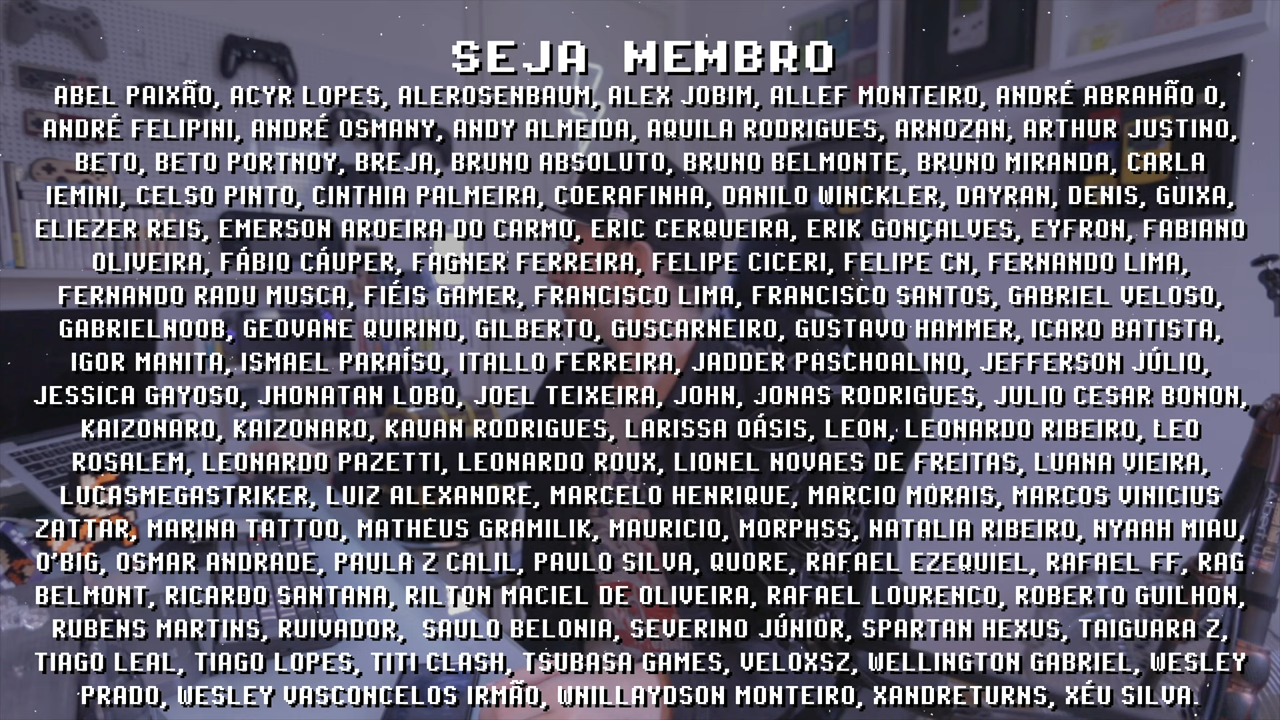 SEJA MEMBRO
ABEL PAIXÃO, ACYR LOPES, ALEROSENBAUM, ALEX JOBIM, ALLEF MONTEIRO, ANDRÉ ABRAHÃO O,
ANDRÉ FELIPINI, ANDRÉ OSMANY, ANDY ALMEIDA, AQUILA RODRIGUES, ARNOZAN, ARTHUR JUSTINO,
BETO, BETO PORTNOY, BREJA, BRUNO ABSOLUTO, BRUNO BELMONTE, BRUNO MIRANDA, CARLA
IEMINI, CELSO PINTO, CINTHIA PALMEIRA, COERAFINHA, DANILO WINCKLER, DAYRAN, DENIS, GUIXA,
ELIEZER REIS, EMERSON AROEIRA DO CARMO, ERIC CERQUEIRA, ERIK GONÇALVES, EYFRON, FABIANO
OLIVEIRA, FÁBIO CÁUPER, FAGNER FERREIRA, FELIPE CICERI, FELIPE CN, FERNANDO LIMA,
FERNANDO RADU MUSCA, FIÉIS GAMER, FRANCISCO LIMA, FRANCISCO SANTOS, GABRIEL VELOSO,
GABRIELNOOB, GEOVANE QUIRINO, GILBERTO, GUSCARNEIRO, GUSTAVO HAMMER, ICARO BATISTA,
IGOR MANITA, ISMAEL PARAÍSO, ITALLO FERREIRA, JADDER PASCHOALINO, JEFFERSON JÚLIO,
JESSICA GAYOSO, JHONATAN LOBO, JOEL TEIXEIRA, JOHN, JONAS RODRIGUES, JULIO CESAR BONON,
KAIZONARO, KAIZONARO, KAUAN RODRIGUES, LARISSA OÁSIS, LEON, LEONARDO RIBEIRO, LEO
ROSALEM, LEONARDO PAZETTI, LEONARDO ROUX, LIONEL NOVAES DE FREITAS, LUANA VIEIRA,
LUCASMEGASTRIKER, LUIZ ALEXANDRE, MARCELO HENRIQUE, MARCIO MORAIS, MARCOS VINICIUS
ZATTAR, MARINA TATTOO, MATHEUS GRAMILIK, MAURICIO, MORPHSS, NATALIA RIBEIRO, NYAAH MIAU,
O'BIG, OSMAR ANDRADE, PAULA Z CALIL, PAULO SILVA, QUORE, RAFAEL EZEQUIEL, RAFAEL FF, RAG
BELMONT, RICARDO SANTANA, RILTON MACIEL DE OLIVEIRA, RAFAEL LOURENCO, ROBERTO GUILHON,
RUBENS MARTINS, RUIVADOR, SAULO BELONIA, SEVERINO JÚNIOR, SPARTAN HEXUS, TAIGUARA Z,
TIAGO LEAL, TIAGO LOPES, TITI CLASH, TSUBASA GAMES, VELOXSZ, WELLINGTON GABRIEL, WESLEY
PRADO, WESLEY VASCONCELOS IRMÃO, WNILLAYDSON MONTEIRO, XANDRETURNS, XÉU SILVA.